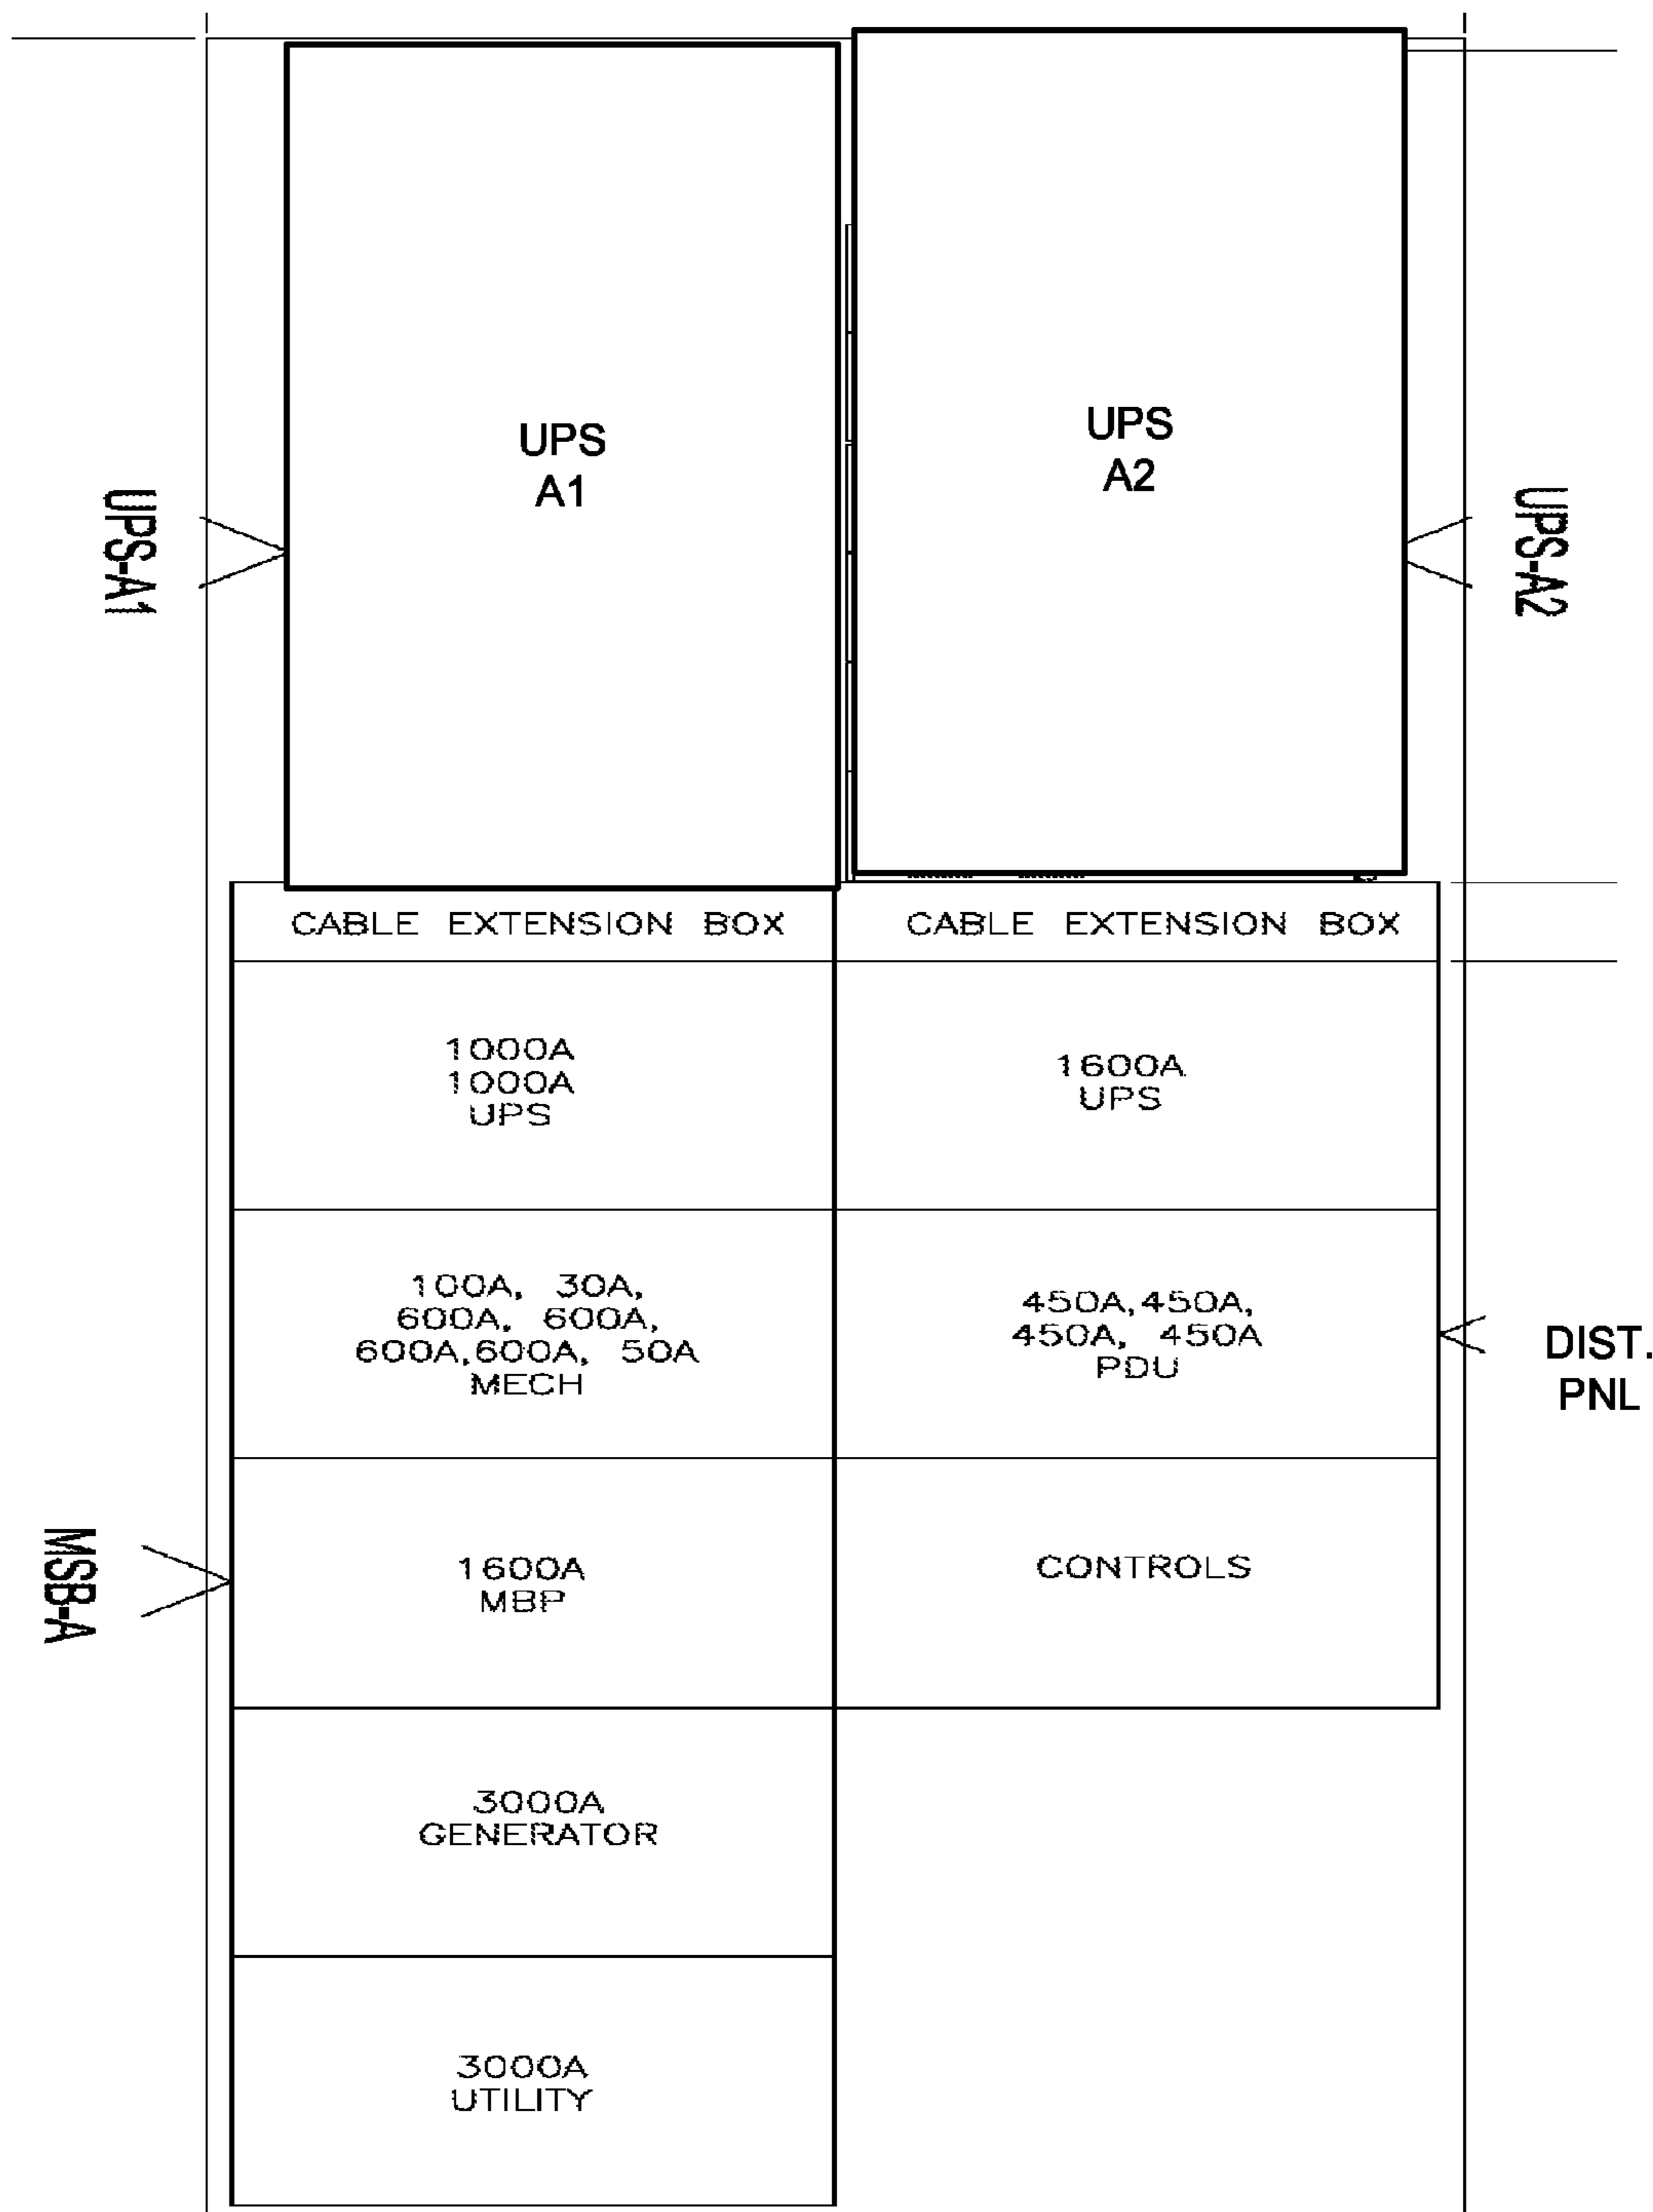 UPS
A1
UPS
A2
UPS-A1
UPS-A2
CABLE EXTENSION BOX
CABLE EXTENSION BOX
1000A
1000A
UPS
1600A
UPS
100A, 30A,
600A, 600A,
600A,600A, 50A
MECH
450A,450A,
450A, 450A
PDU
DIST.
PNL
MSB-A
1600A
MBP
CONTROLS
3000A
GENERATOR
3000A
UTILITY